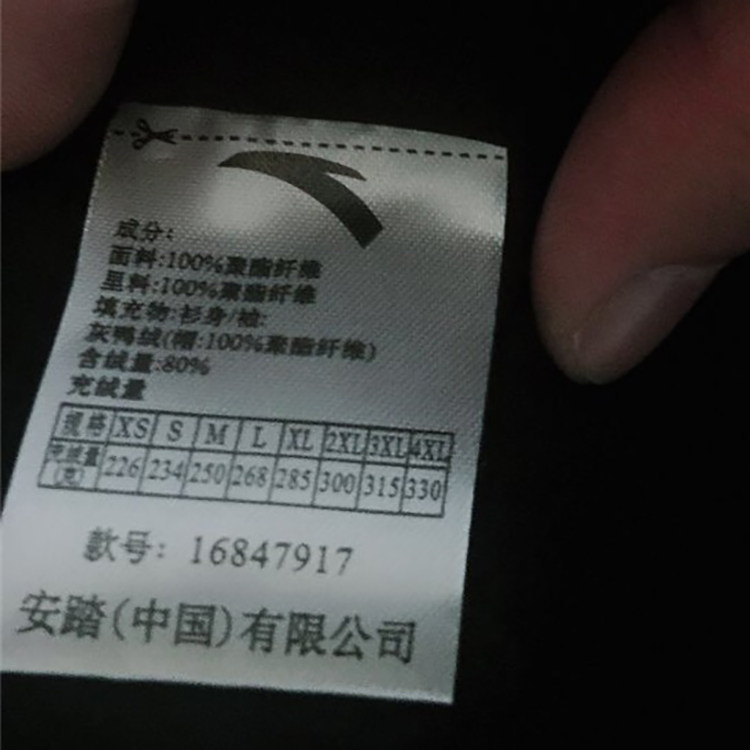 成分:
面料:100%聚酯纤维
里料:100%聚酯纤维
填充物:衫身/袖:
灰鸭绒(帽:100%聚酯纤维)
含绒量:80%
充绒量
规格 XS S M L XL 2XL 3XL 4XL
充绒量(克) 226 234 250 268 285 300 315 330
款号: 16847917
安踏(中国)有限公司